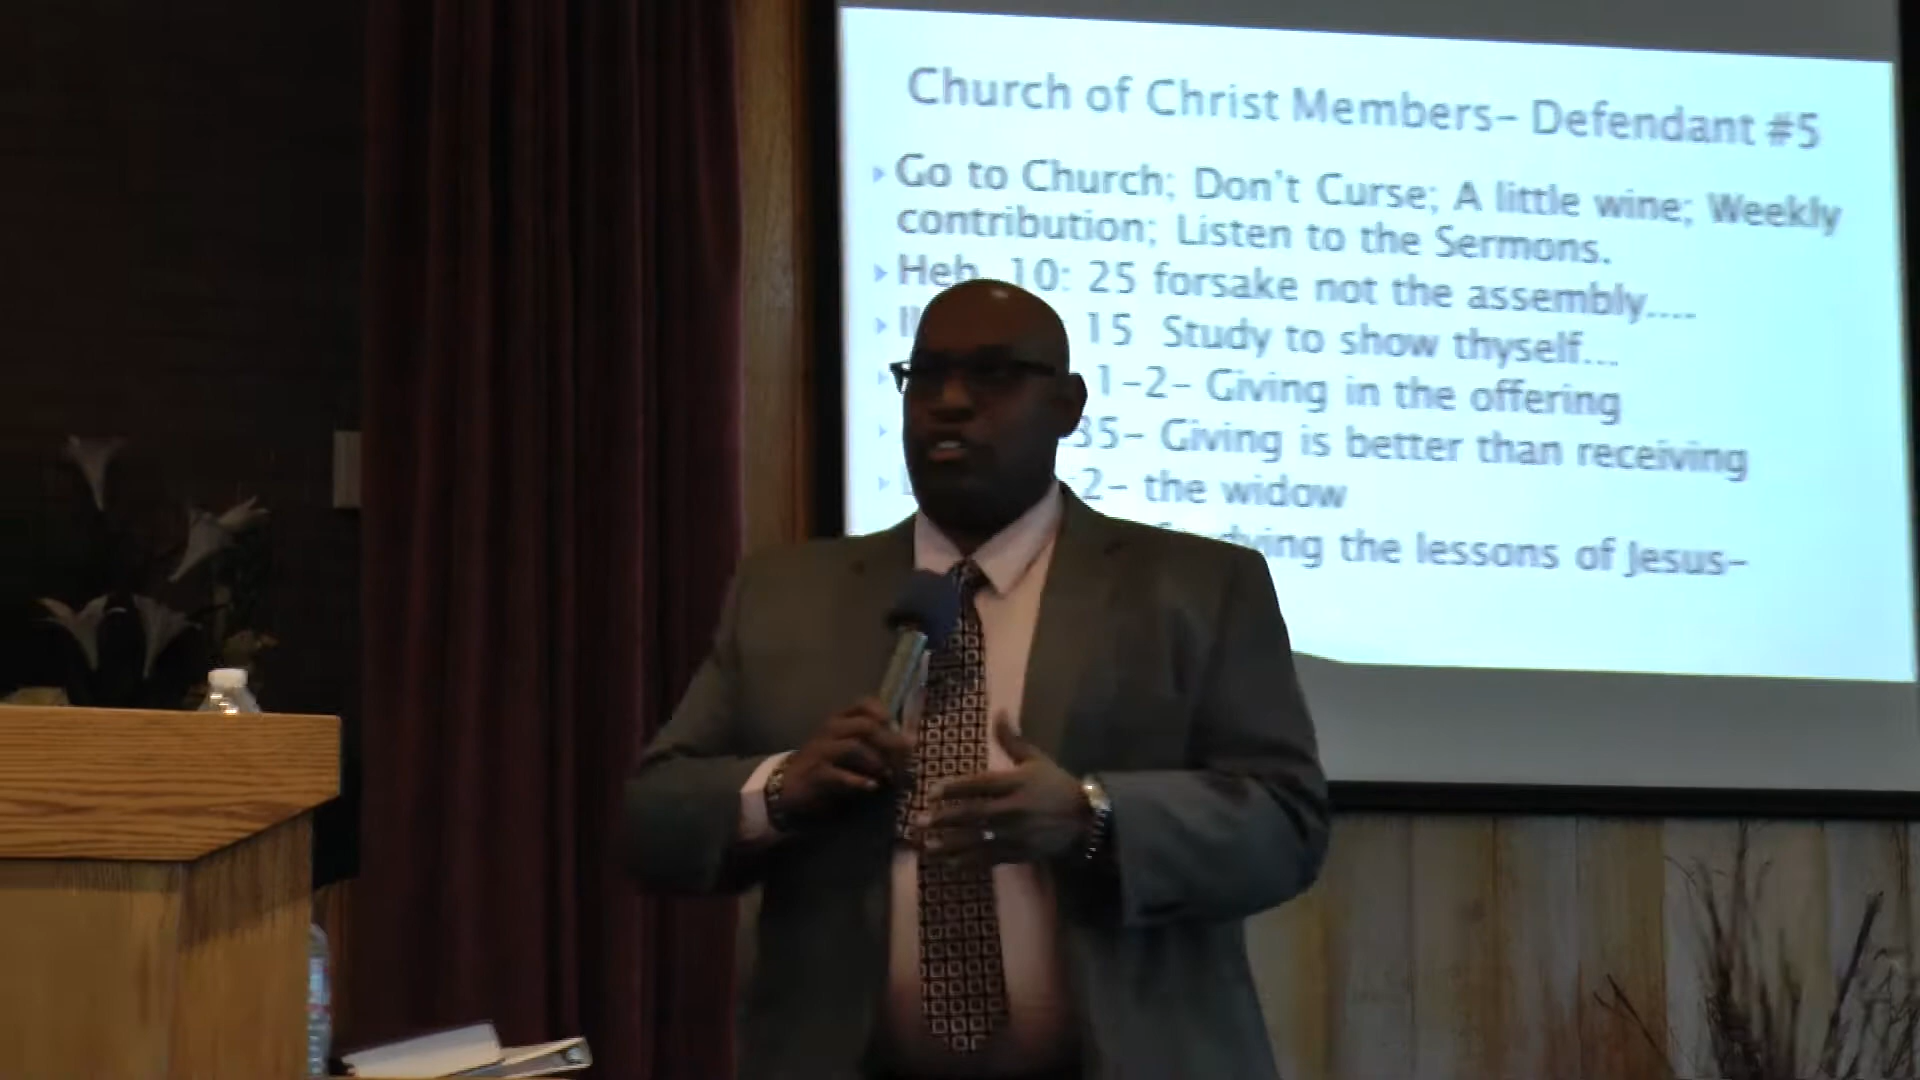 Church of Christ Members- Defendant #5
Go to Church; Don't Curse; A little wine; Weekly
contribution; Listen to the Sermons.
Heb. 10: 25 forsake not the assembly....
15 Study to show thyself...
1-2- Giving in the offering
35- Giving is better than receiving
2- the widow
the lessons of Jesus-